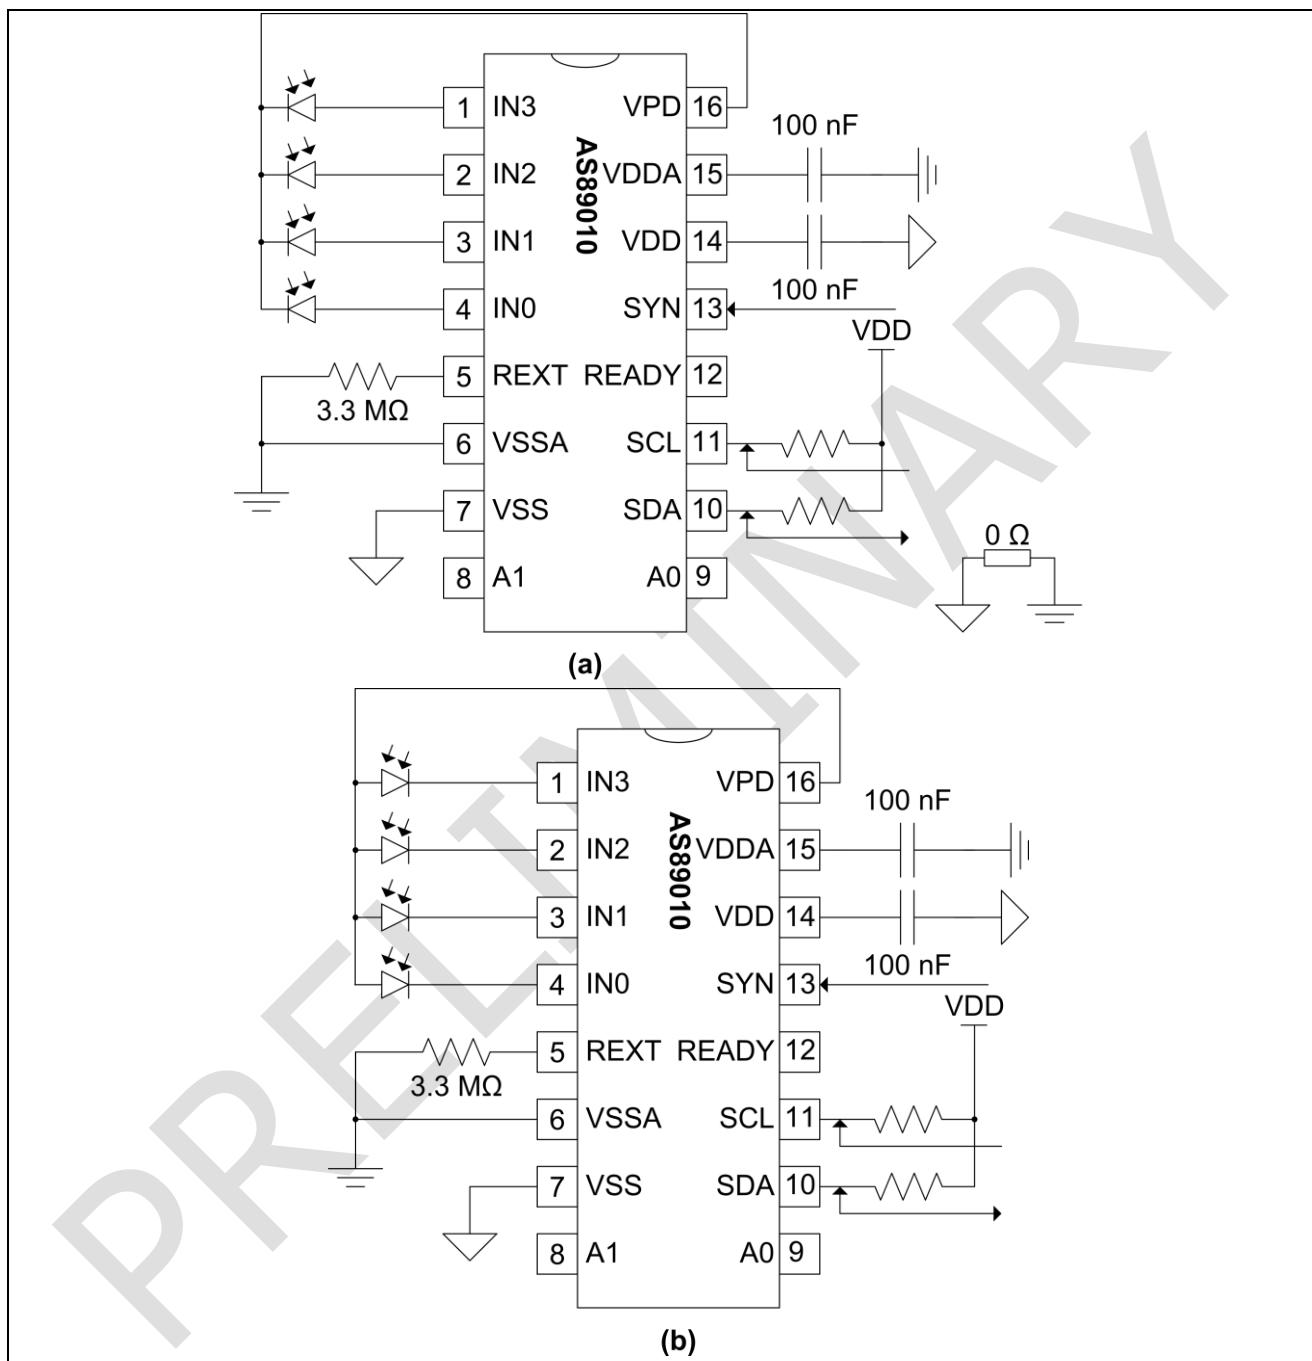 1 IN3 VPD 16
100 nF
2 IN2 VDDA 15
AS89010
3 IN1 VDD 14
100 nF
4 IN0 SYN 13
VDD
5 REXT READY 12
3.3 MΩ
6 VSSA SCL 11
7 VSS SDA 10
0 Ω
8 A1 A0 9
(a)
1 IN3 VPD 16
100 nF
2 IN2 VDDA 15
AS89010
3 IN1 VDD 14
100 nF
4 IN0 SYN 13
VDD
5 REXT READY 12
3.3 MΩ
6 VSSA SCL 11
7 VSS SDA 10
8 A1 A0 9
(b)
PRELIMINARY